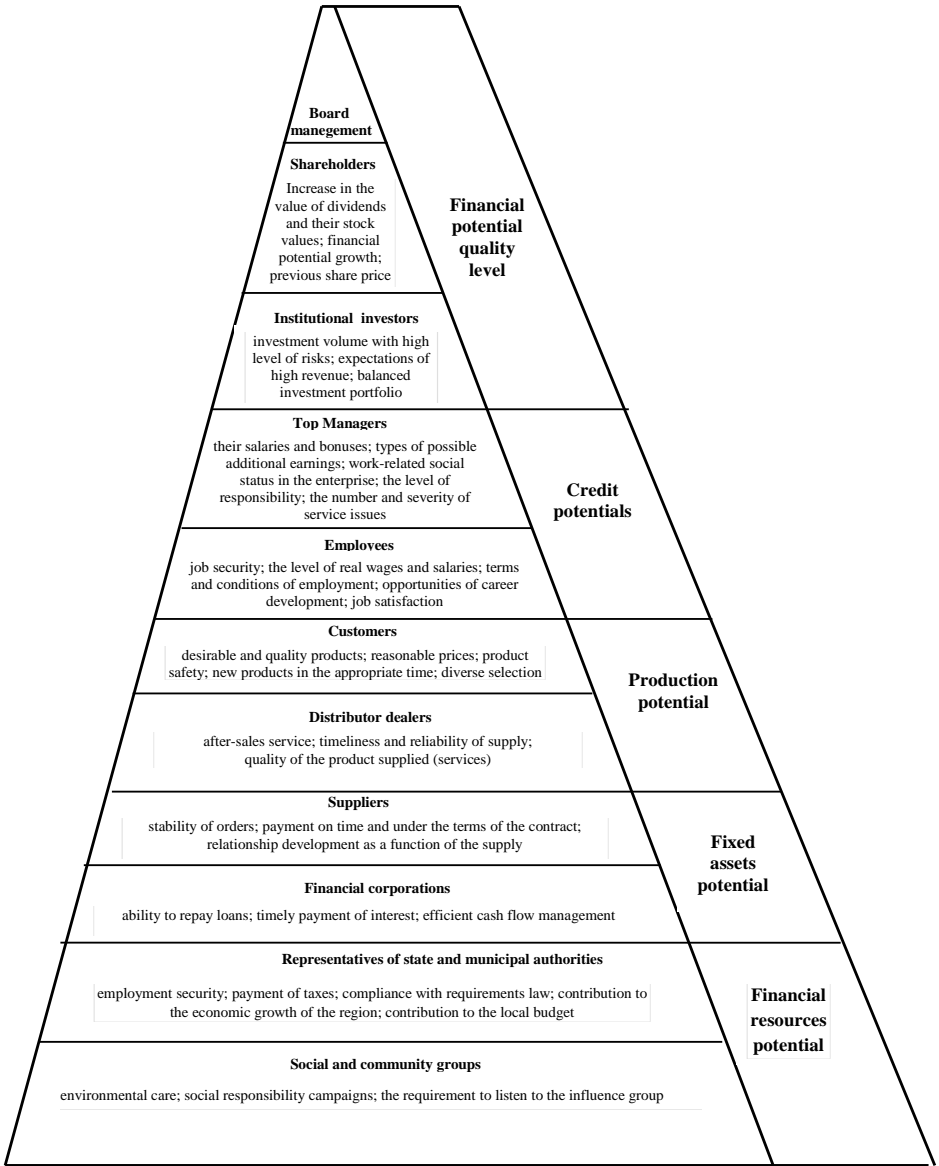 Board
manegement
Shareholders
Increase in the
value of dividends
and their stock
values; financial
potential growth;
previous share price
Financial
potential
quality
level
Institutional investors
investment volume with high
level of risks; expectations of
high revenue; balanced
investment portfolio
Top Managers
their salaries and bonuses; types of possible
additional earnings; work-related social
status in the enterprise; the level of
responsibility; the number and severity of
service issues
Credit
potentials
Employees
job security; the level of real wages and salaries; terms
and conditions of employment; opportunities of career
development; job satisfaction
Customers
desirable and quality products; reasonable prices; product
safety; new products in the appropriate time; diverse selection
Production
potential
Distributor dealers
after-sales service; timeliness and reliability of supply;
quality of the product supplied (services)
Suppliers
stability of orders; payment on time and under the terms of the contract;
relationship development as a function of the supply
Fixed
assets
potential
Financial corporations
ability to repay loans; timely payment of interest; efficient cash flow management
Representatives of state and municipal authorities
employment security; payment of taxes; compliance with requirements law; contribution to
the economic growth of the region; contribution to the local budget
Financial
resources
potential
Social and community groups
environmental care; social responsibility campaigns; the requirement to listen to the influence group